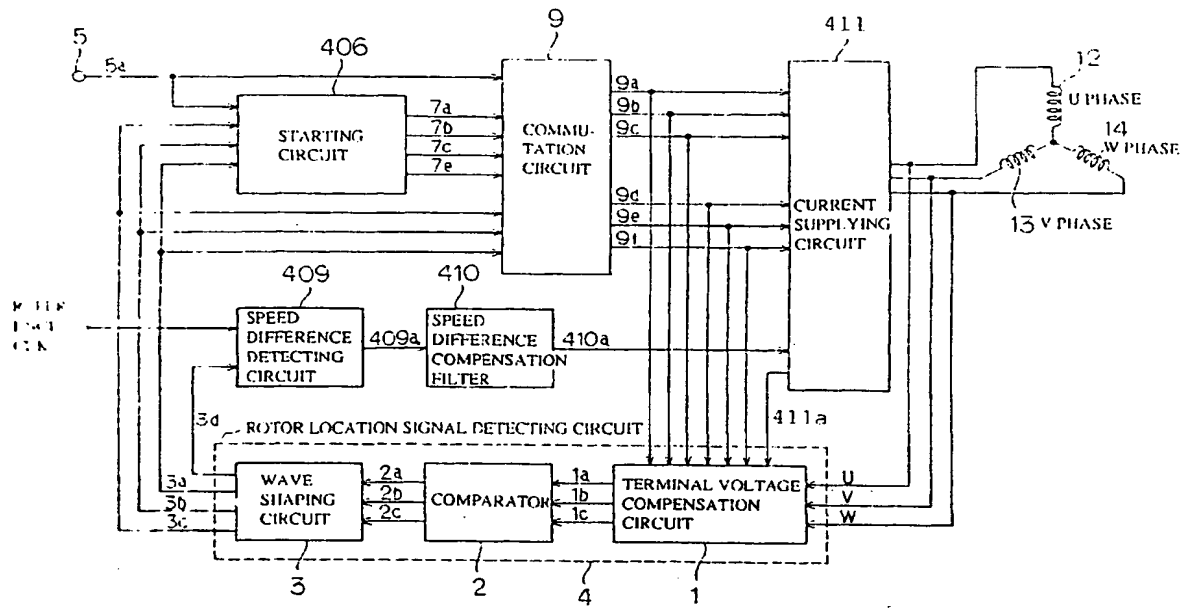 5
5a
406
9
411
STARTING
CIRCUIT
7a
7b
7c
7e
COMMU-
TATION
CIRCUIT
9a
9b
9c
9d
9e
9f
CURRENT
SUPPLYING
CIRCUIT
12
U PHASE
14
W PHASE
13 V PHASE
409
410
CLK
SPEED
DIFFERENCE
DETECTING
CIRCUIT
409a
SPEED
DIFFERENCE
COMPENSATION
FILTER
410a
411a
3d
ROTOR LOCATION SIGNAL DETECTING CIRCUIT
3a
3b
3c
WAVE
SHAPING
CIRCUIT
2a
2b
2c
COMPARATOR
1a
1b
1c
TERMINAL VOLTAGE
COMPENSATION
CIRCUIT
U
V
W
3
2
4
1